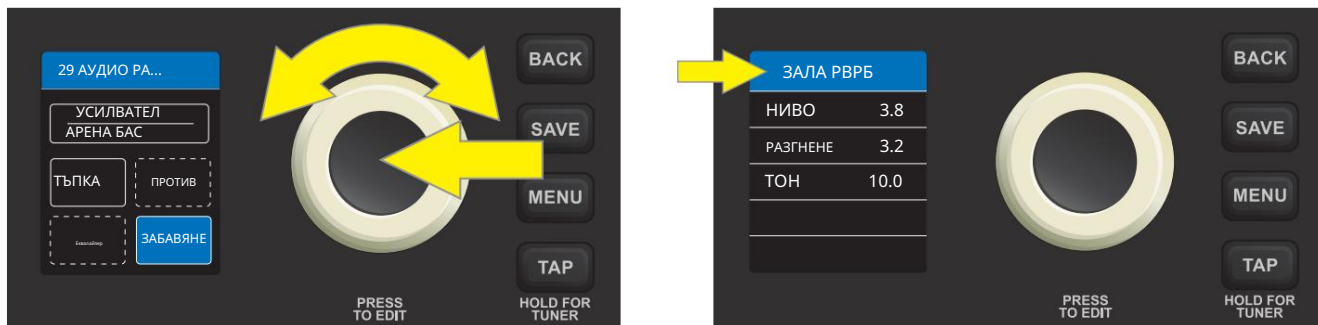 29 АУДИО РА...
УСИЛВАТЕЛ
АРЕНА БАС
ТЪПКА
ПРОТИВ
Еквалайзер
ЗАБАВЯНЕ
BACK
SAVE
MENU
TAP
PRESS
TO EDIT
HOLD FOR
TUNER
ЗАЛА РВРБ
НИВО 3.8
РАЗГНЕНЕ 3.2
ТОН 10.0
BACK
SAVE
MENU
TAP
PRESS
TO EDIT
HOLD FOR
TUNER